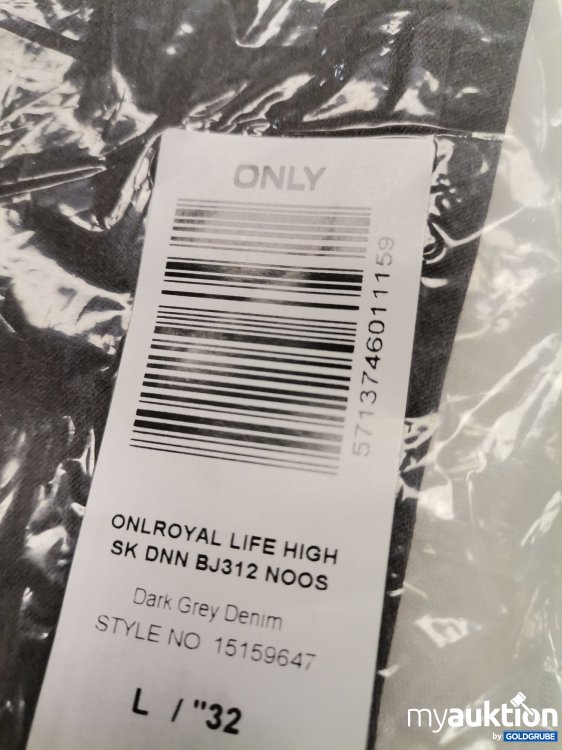 ONLY
5713746011159
ONLROYAL LIFE HIGH
SK DNN BJ312 NOOS
Dark Grey Denim
STYLE NO 15159647
L / "32
myauktion
by GOLDGRUBE